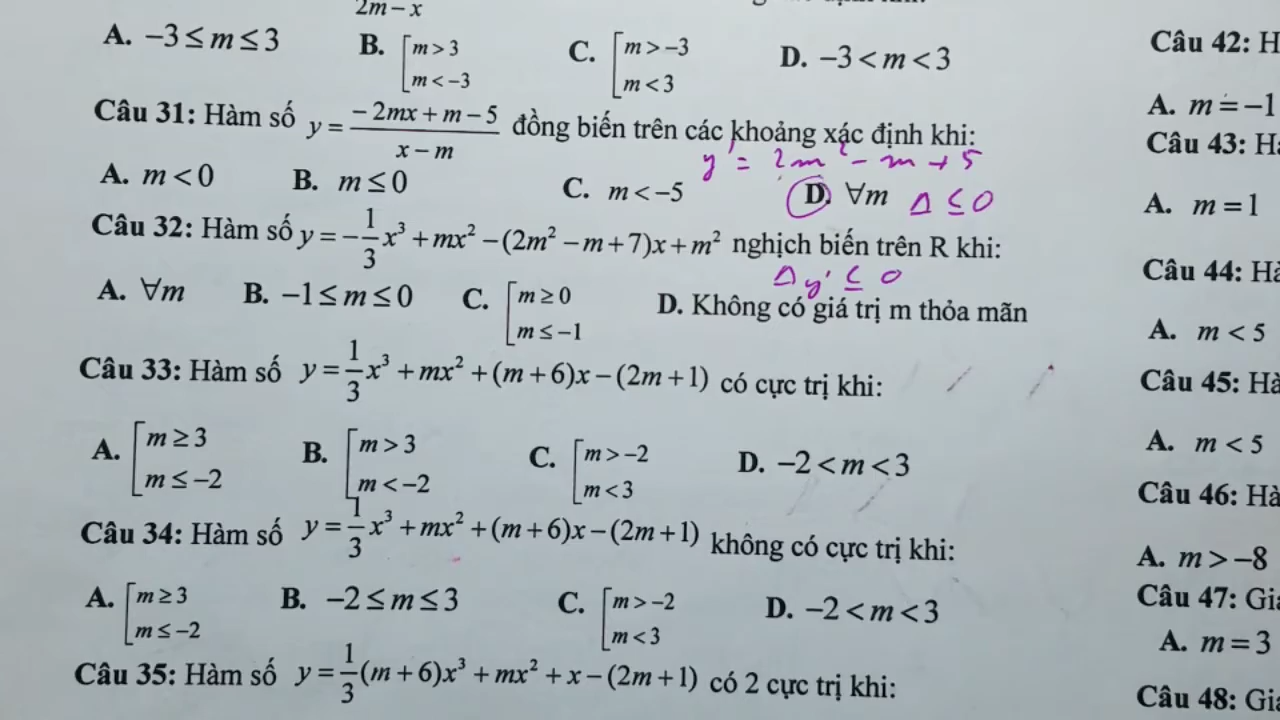 2m − x
A. −3 ≤ m ≤ 3 B. [m > 3 m < −3 C. [m > −3 m < 3 D. −3 < m < 3
Câu 31: Hàm số y = (−2mx + m − 5)/(x − m) đồng biến trên các khoảng xác định khi:
y' = 2m² − m + 5
A. m < 0 B. m ≤ 0 C. m < −5 D. ∀m Δ ≤ 0
Câu 32: Hàm số y = −1/3 x³ + mx² − (2m² − m + 7)x + m² nghịch biến trên R khi:
Δy' ≤ 0
A. ∀m B. −1 ≤ m ≤ 0 C. [m ≥ 0 m ≤ −1 D. Không có giá trị m thỏa mãn
Câu 33: Hàm số y = 1/3 x³ + mx² + (m + 6)x − (2m + 1) có cực trị khi:
A. [m ≥ 3 m ≤ −2 B. [m > 3 m < −2 C. [m > −2 m < 3 D. −2 < m < 3
Câu 34: Hàm số y = 1/3 x³ + mx² + (m + 6)x − (2m + 1) không có cực trị khi:
A. [m ≥ 3 m ≤ −2 B. −2 ≤ m ≤ 3 C. [m > −2 m < 3 D. −2 < m < 3
Câu 35: Hàm số y = 1/3 (m + 6)x³ + mx² + x − (2m + 1) có 2 cực trị khi:
Câu 42: H
A. m = −1
Câu 43: Hà
A. m = 1
Câu 44: Hà
A. m < 5
Câu 45: Hà
A. m < 5
Câu 46: Hà
A. m > −8
Câu 47: Giá
A. m = 3
Câu 48: Giá